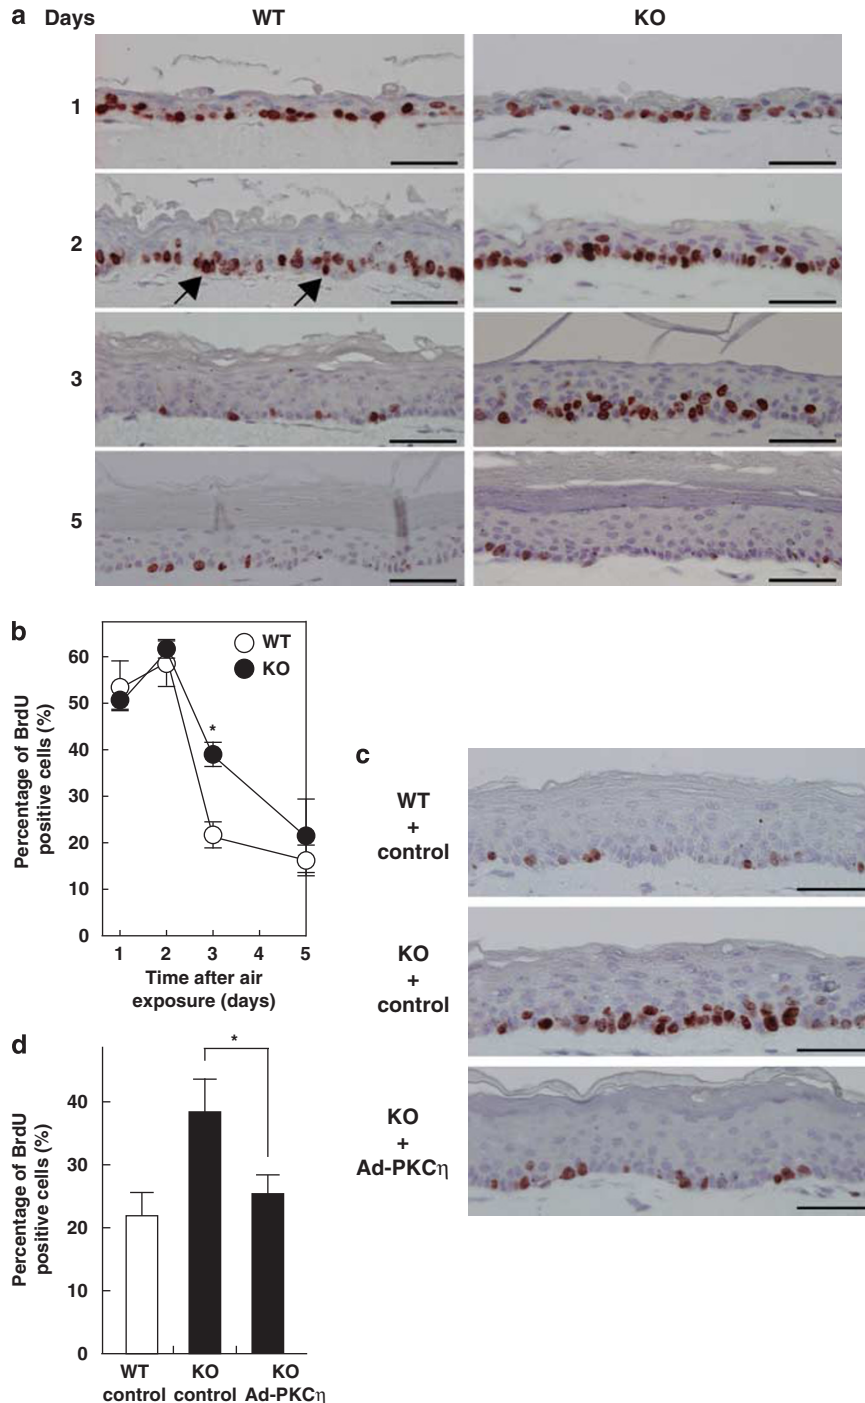 a Days WT KO
1
2
3
5
b
WT
KO
Percentage of BrdU
positive cells (%)
60
50
40
30
20
10
0
*
1 2 3 4 5
Time after air
exposure (days)
c
WT
+
control
KO
+
control
KO
+
Ad-PKCη
d
Percentage of BrdU
positive cells (%)
40
30
20
10
0
*
WT KO KO
control control Ad-PKCη